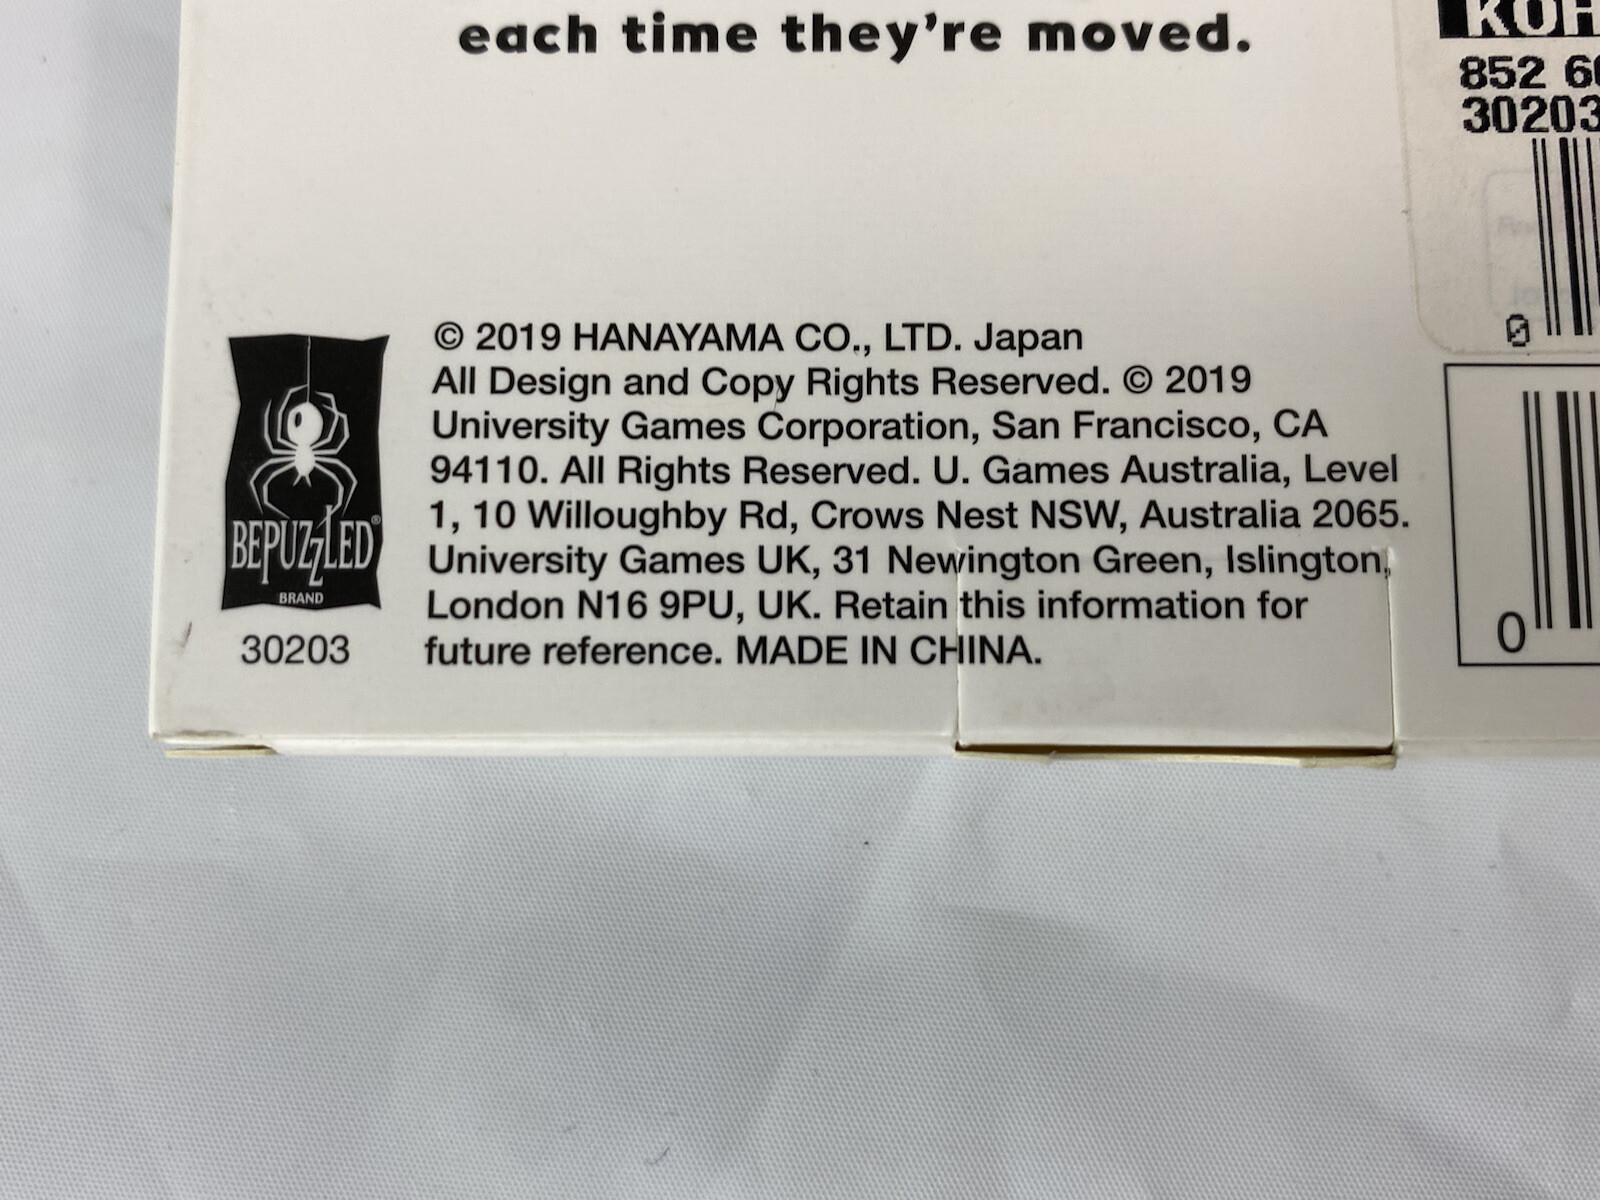 each time they're moved.
852
30203
0
© 2019 HANAYAMA CO., LTD. Japan
All Design and Copy Rights Reserved. © 2019
University Games Corporation, San Francisco, CA
94110. All Rights Reserved. U. Games Australia, Level
1, 10 Willoughby Rd, Crows Nest NSW, Australia 2065.
University Games UK, 31 Newington Green, Islington,
London N16 9PU, UK. Retain this information for
future reference. MADE IN CHINA.
BEPUZZLED®
BRAND
30203
0